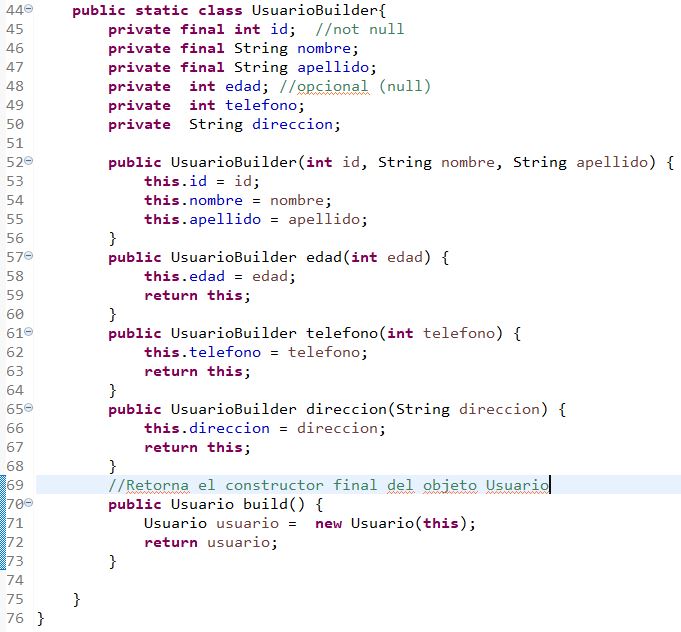 44 public static class UsuarioBuilder{
45 private final int id;  //not null
46 private final String nombre;
47 private final String apellido;
48 private  int edad; //opcional (null)
49 private  int telefono;
50 private  String direccion;
51
52 public UsuarioBuilder(int id, String nombre, String apellido) {
53 this.id = id;
54 this.nombre = nombre;
55 this.apellido = apellido;
56 }
57 public UsuarioBuilder edad(int edad) {
58 this.edad = edad;
59 return this;
60 }
61 public UsuarioBuilder telefono(int telefono) {
62 this.telefono = telefono;
63 return this;
64 }
65 public UsuarioBuilder direccion(String direccion) {
66 this.direccion = direccion;
67 return this;
68 }
69 //Retorna el constructor final del objeto Usuario
70 public Usuario build() {
71 Usuario usuario =  new Usuario(this);
72 return usuario;
73 }
74
75 }
76 }